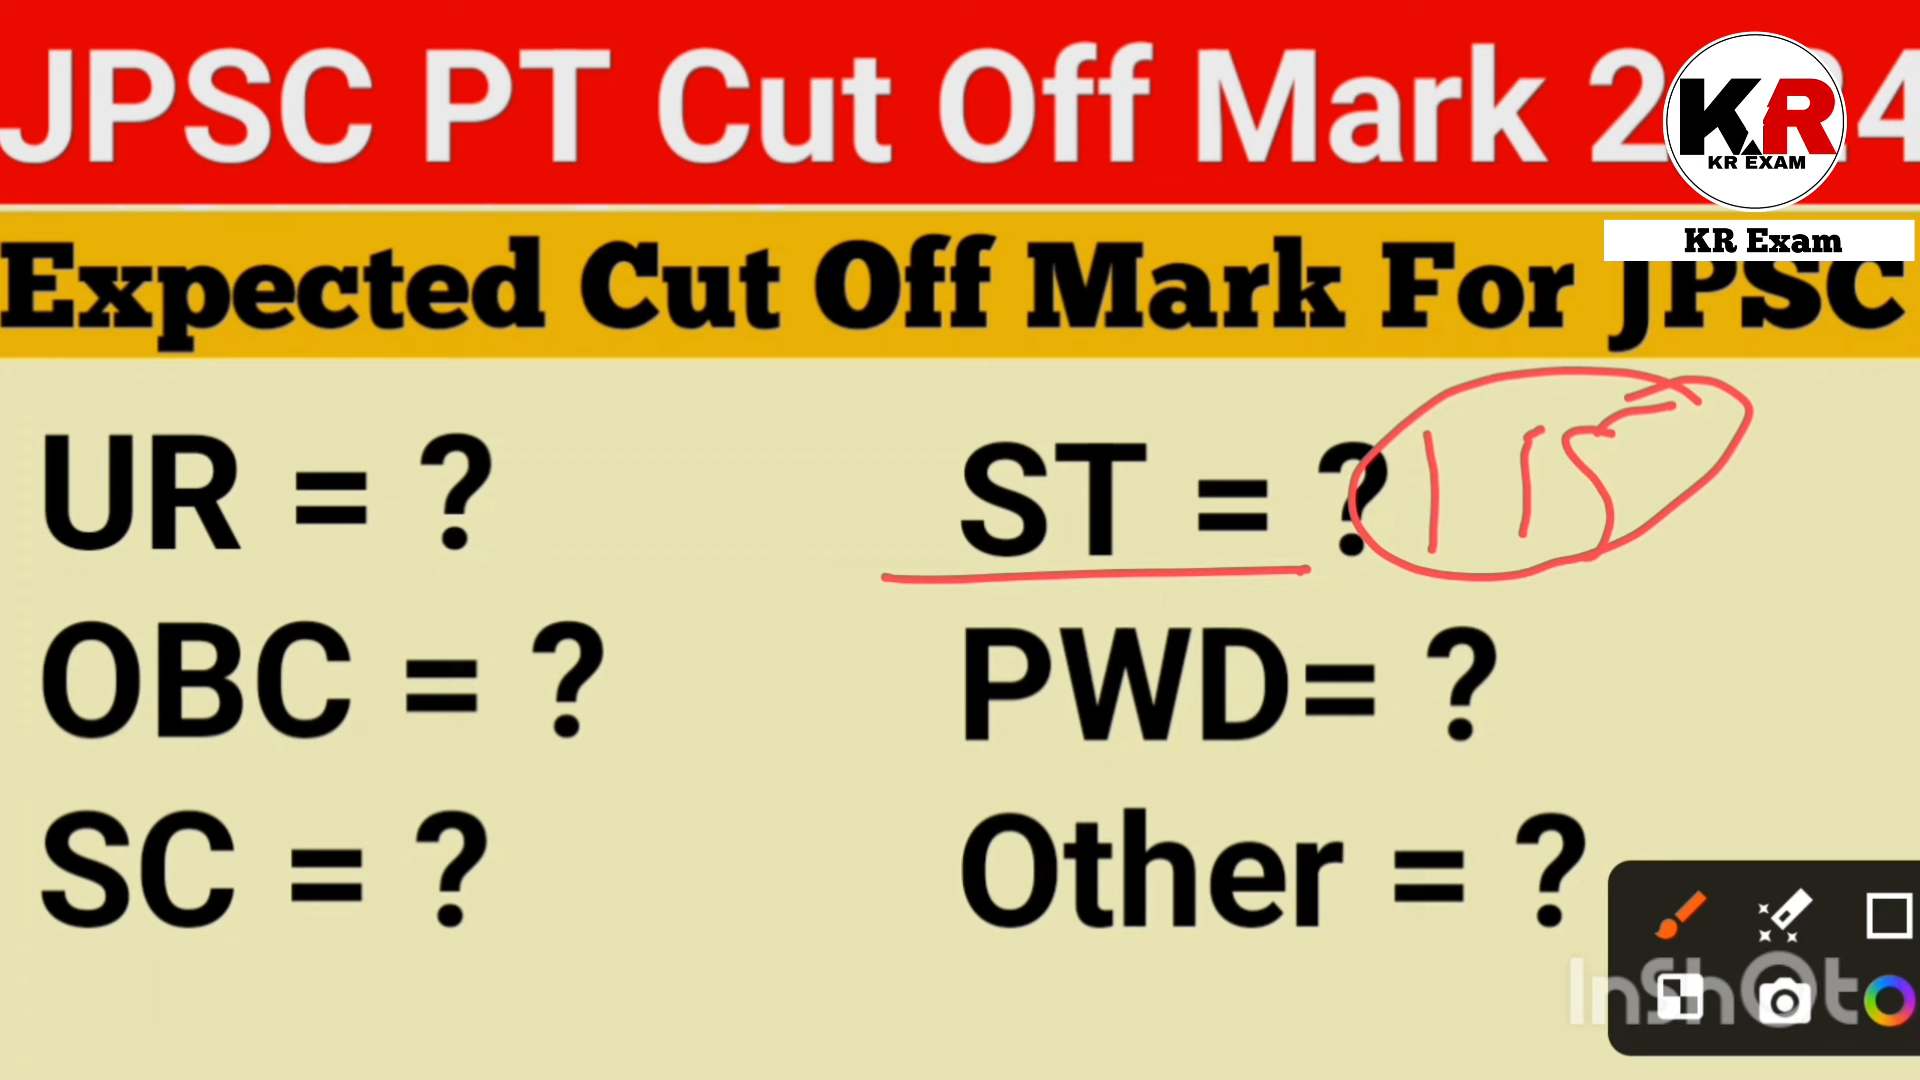 JPSC PT Cut Off Mark 2 4
KR
KR EXAM
KR Exam
Expected Cut Off Mark For JPSC
UR = ?
ST = ?
115
OBC = ?
PWD= ?
SC = ?
Other = ?
InShOt